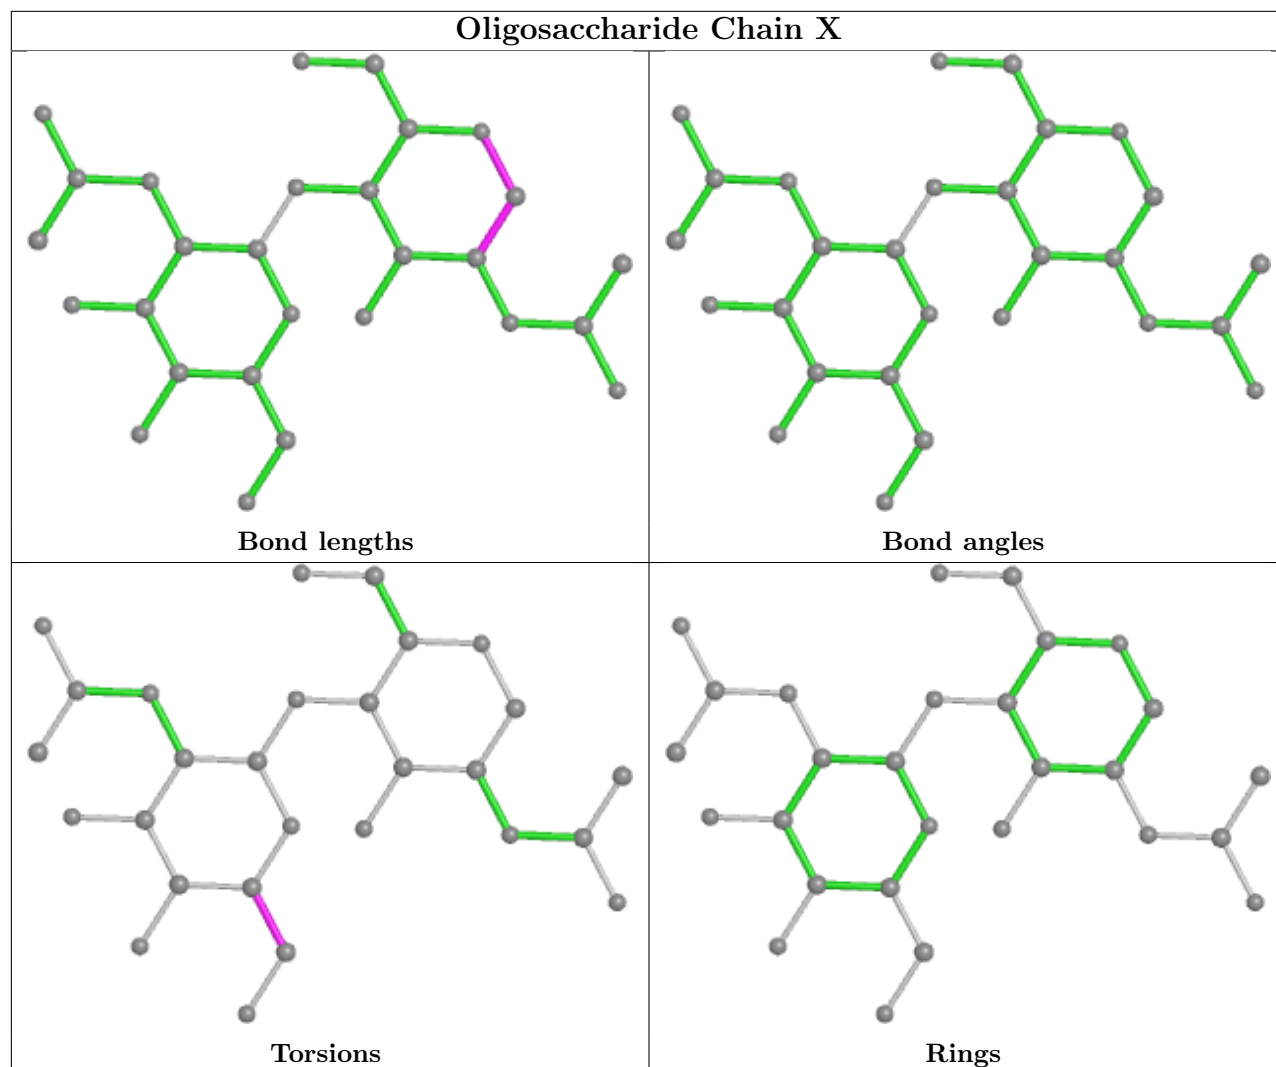 Oligosaccharide Chain X
Bond lengths
Bond angles
Torsions
Rings